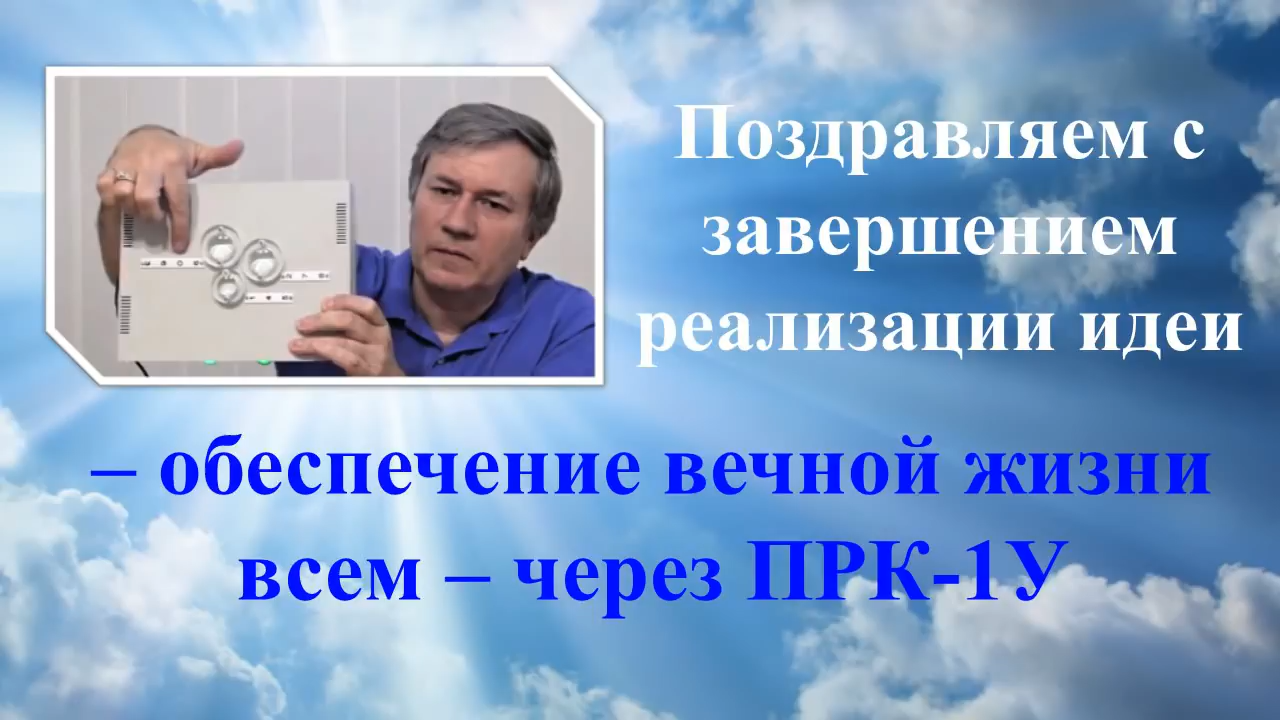 Поздравляем с
завершением
реализации идеи
– обеспечение вечной жизни
всем – через ПРК-1У